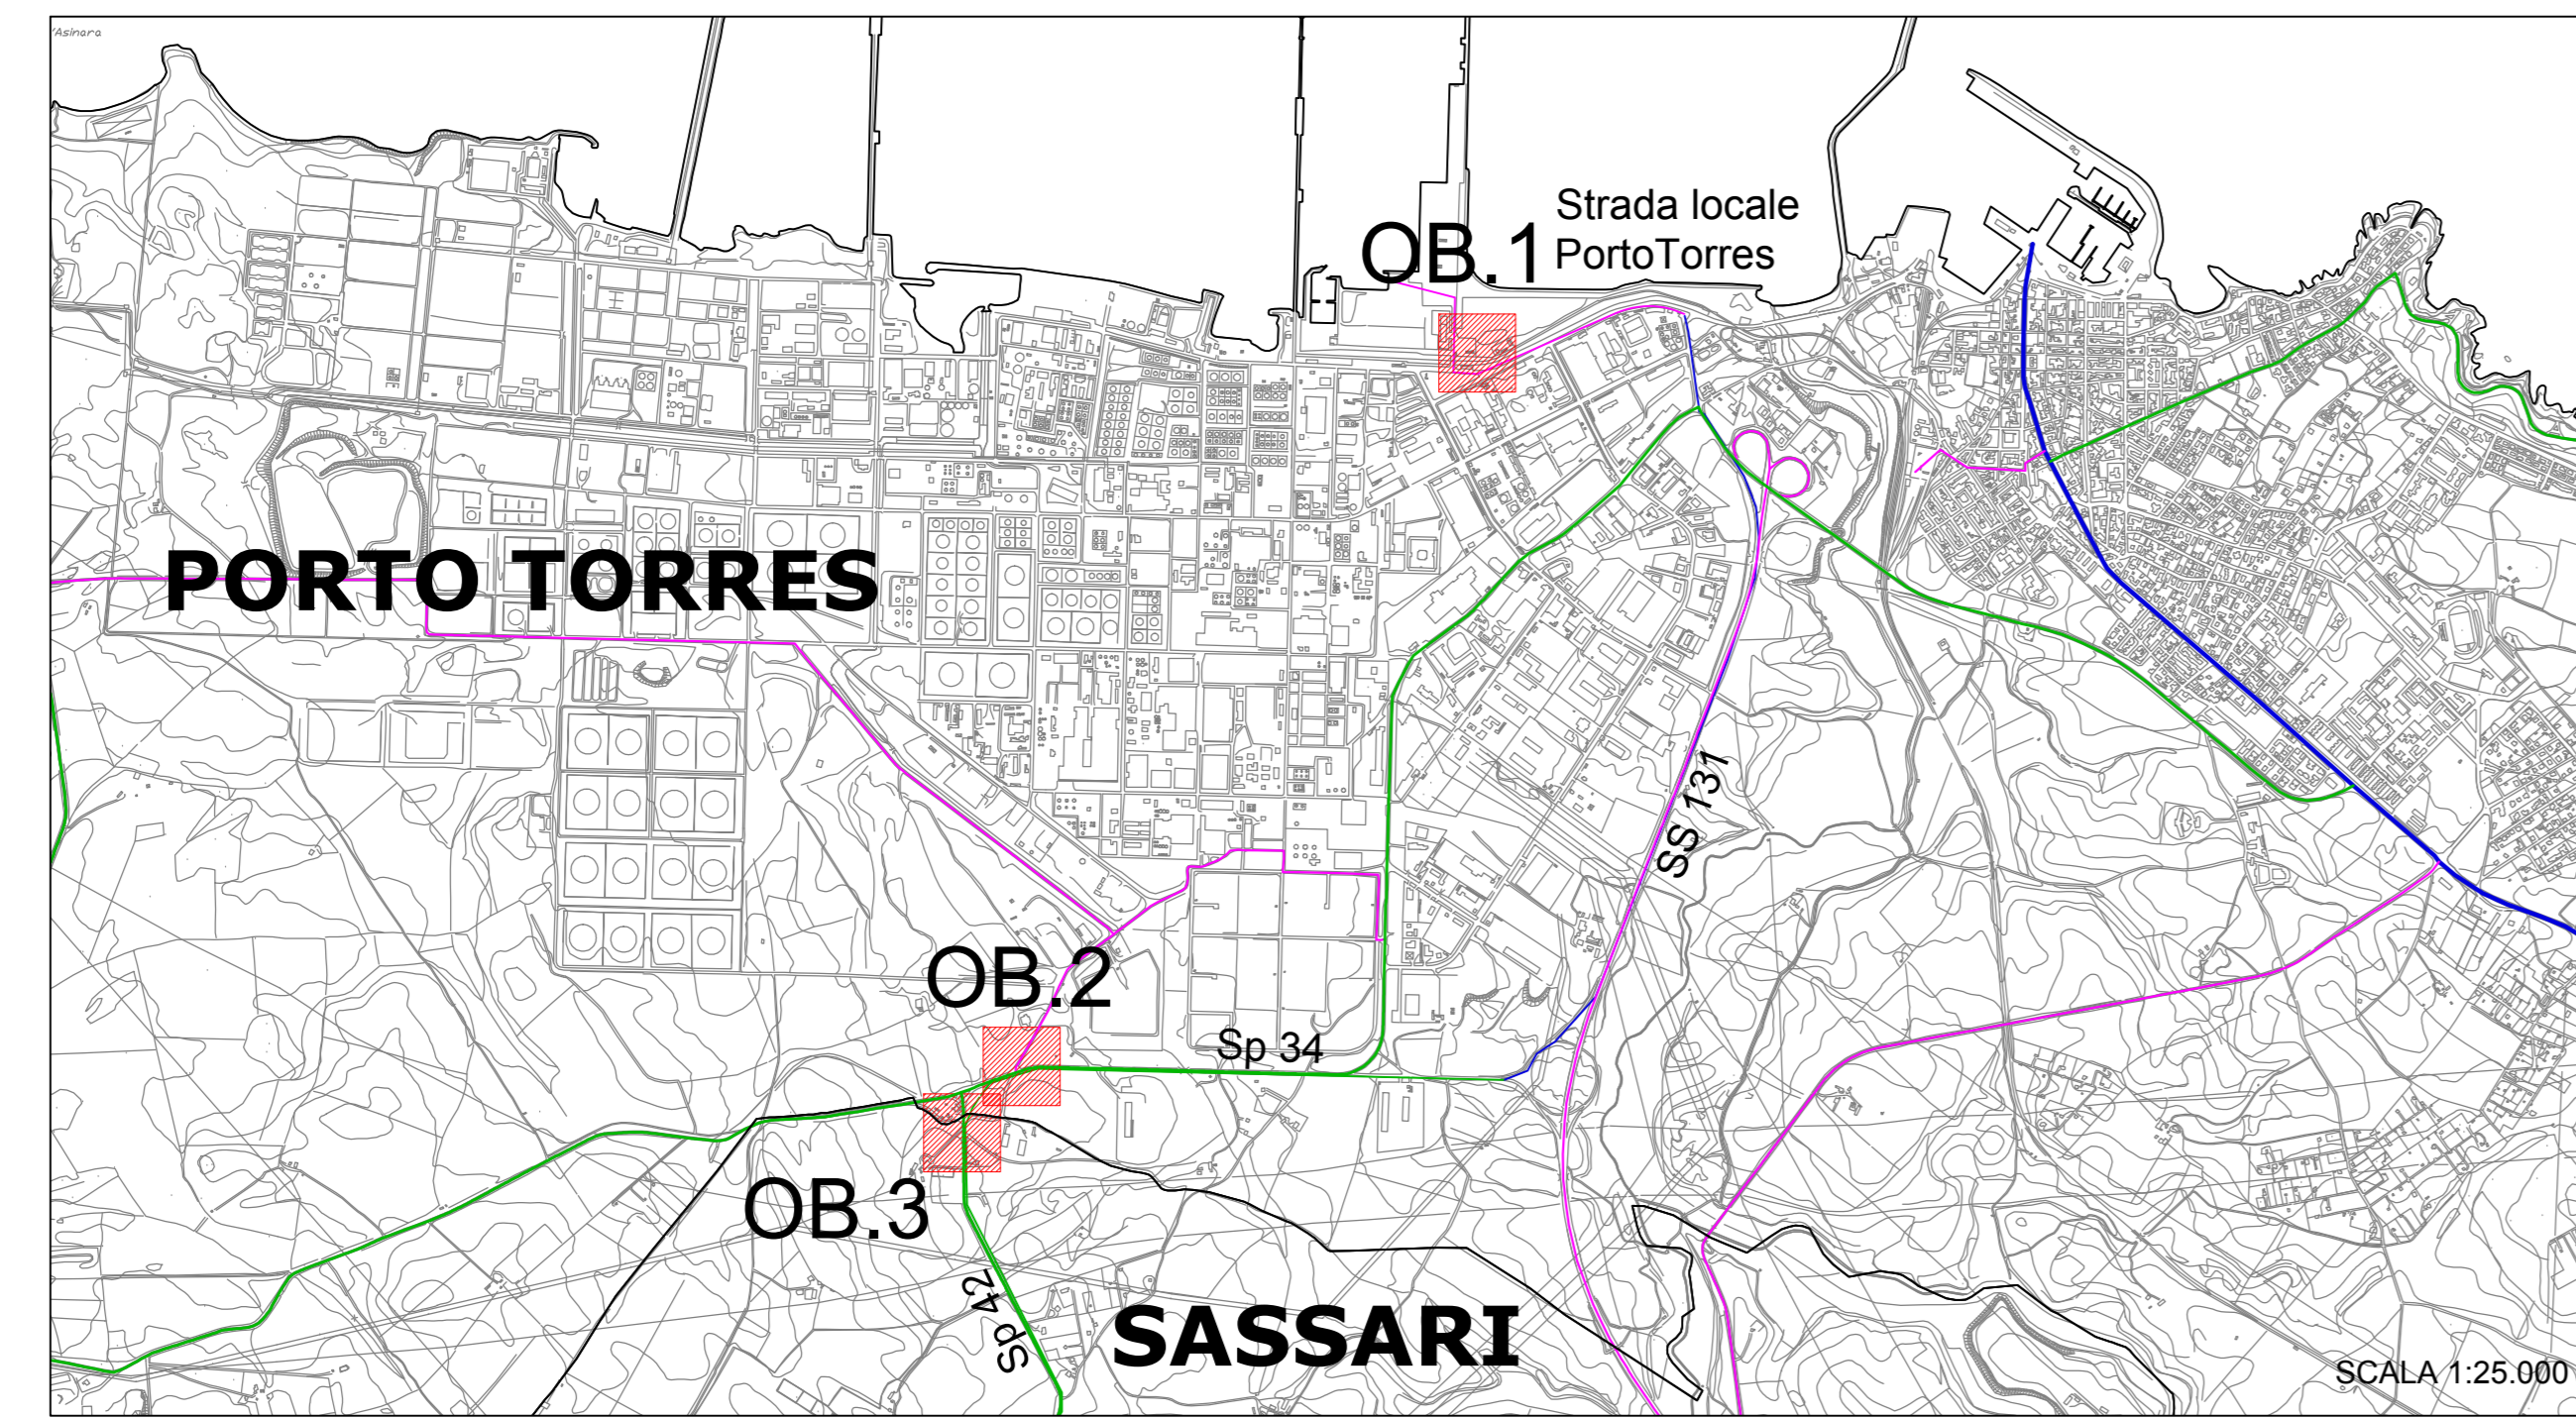 'Asinara
OB.1
Strada locale
PortoTorres
PORTO TORRES
SS 131
OB.2
Sp 34
OB.3
Sp 42
SASSARI
SCALA 1:25.000